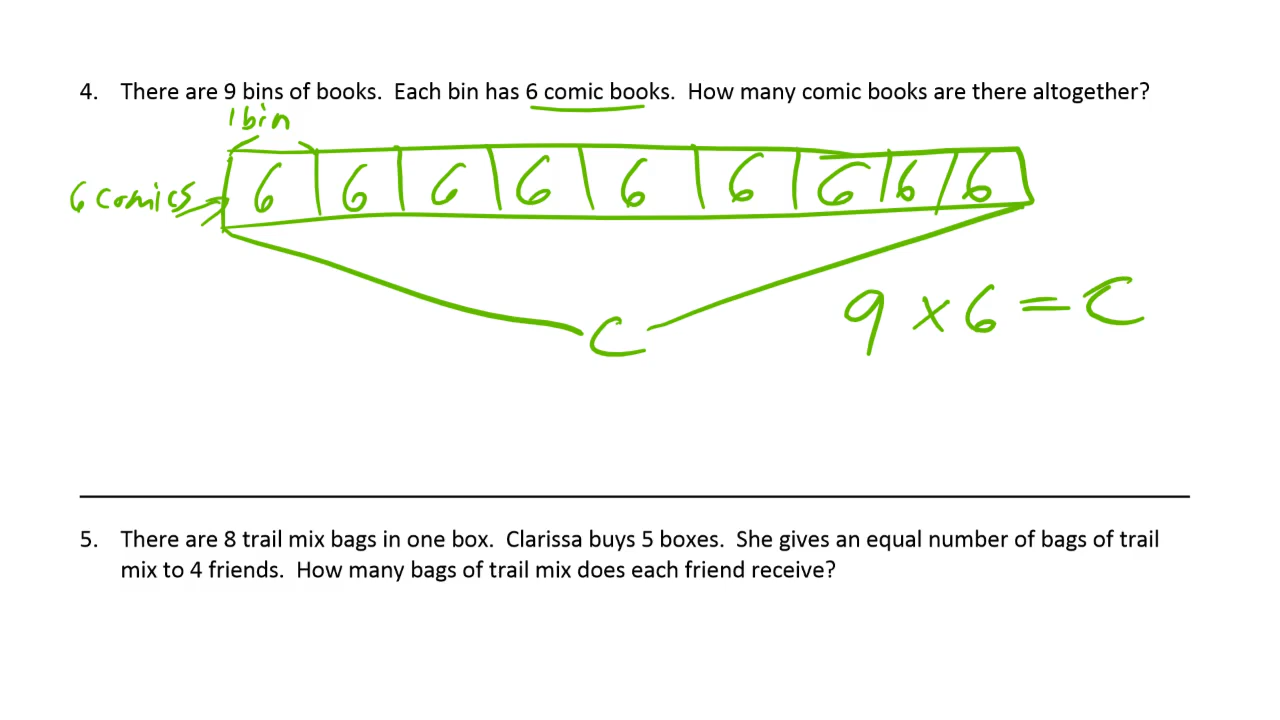 4. There are 9 bins of books. Each bin has 6 comic books. How many comic books are there altogether?
1 bin
6 comics 6 6 6 6 6 6 6 6 6
C
9 × 6 = C
5. There are 8 trail mix bags in one box. Clarissa buys 5 boxes. She gives an equal number of bags of trail
mix to 4 friends. How many bags of trail mix does each friend receive?